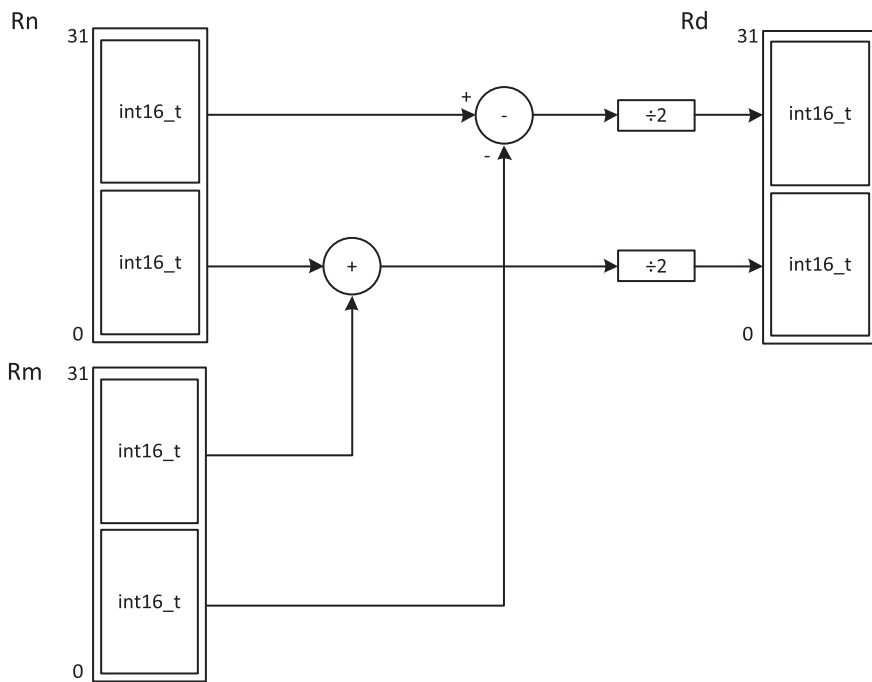 Rn
31
int16_t
int16_t
0
Rm
31
int16_t
int16_t
0
+
-
-
+
÷2
÷2
Rd
31
int16_t
int16_t
0